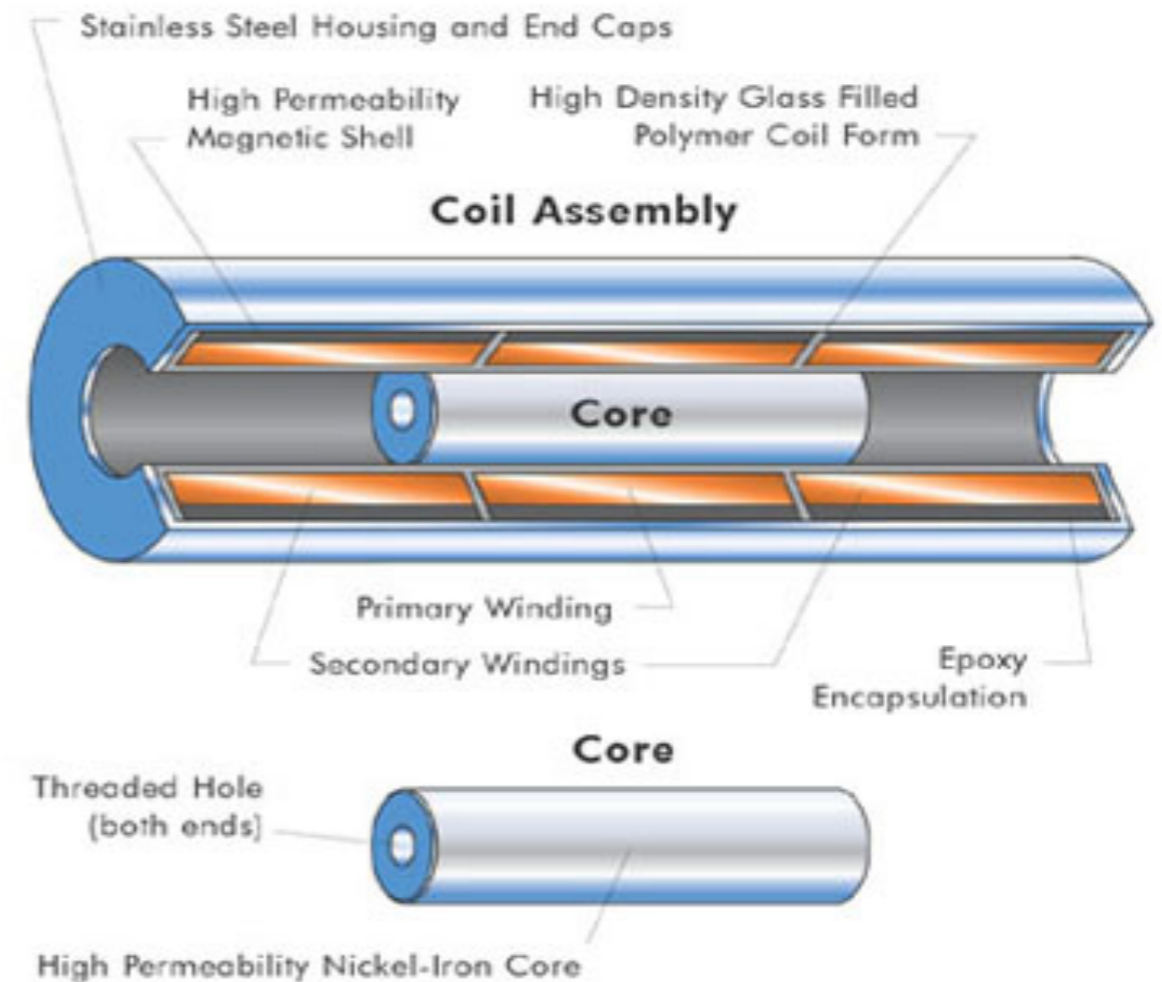 Stainless Steel Housing and End Caps
High Permeability
Magnetic Shell
High Density Glass Filled
Polymer Coil Form
Coil Assembly
Core
Primary Winding
Secondary Windings
Epoxy
Encapsulation
Core
Threaded Hole
(both ends)
High Permeability Nickel-Iron Core